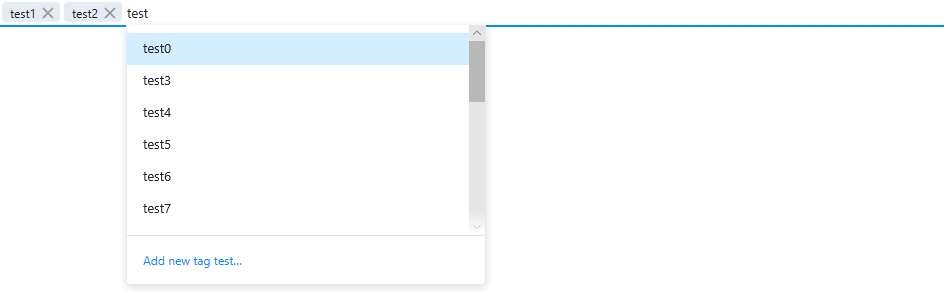 test1 test2 test
test0
test3
test4
test5
test6
test7
Add new tag test...